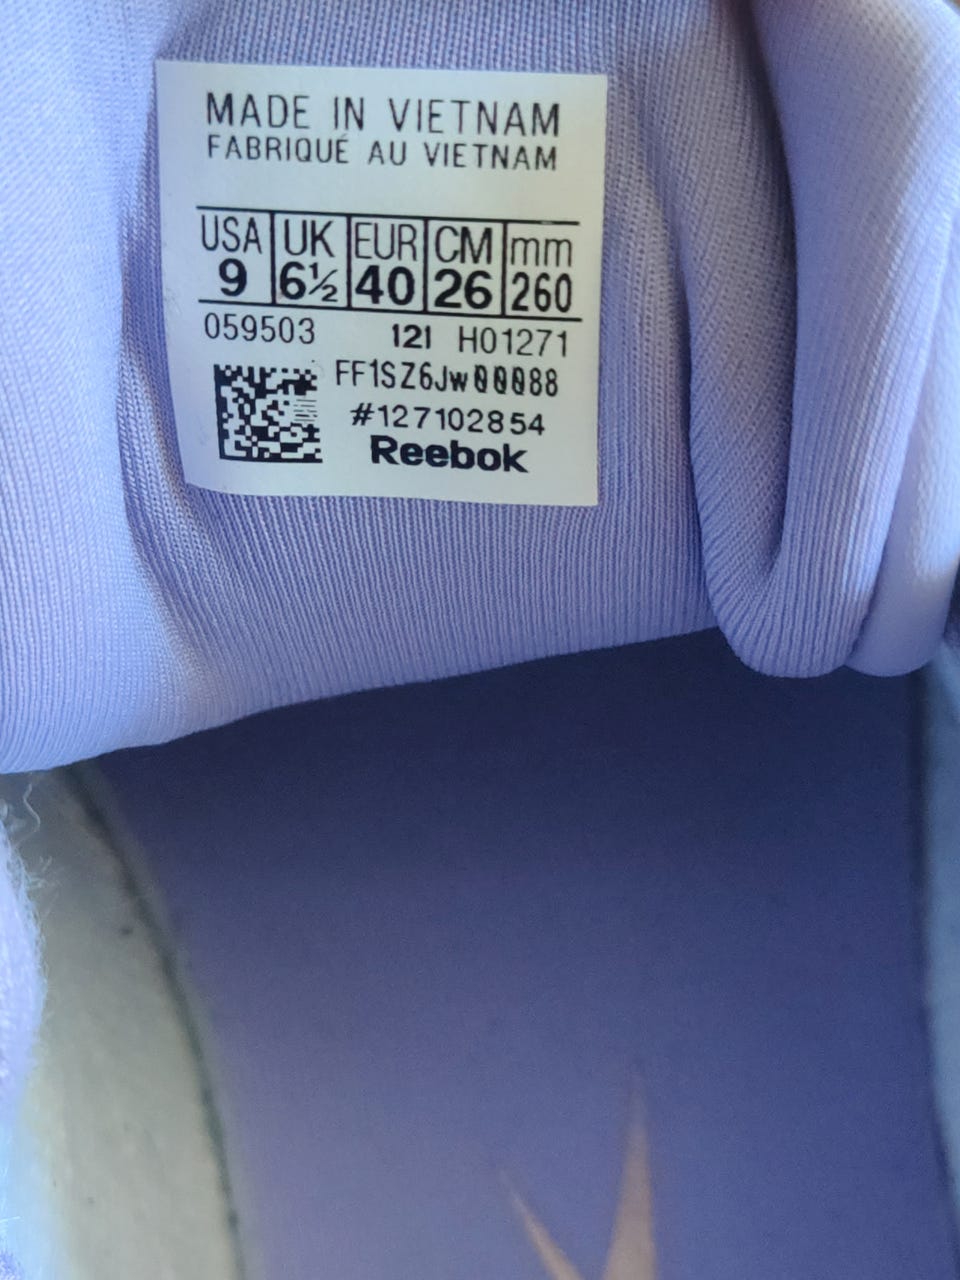 MADE IN VIETNAM
FABRIQUÉ AU VIETNAM
USA UK EUR CM mm
9 6½ 40 26 260
059503 12I H01271
FF1SZ6Jw00088
#127102854
Reebok